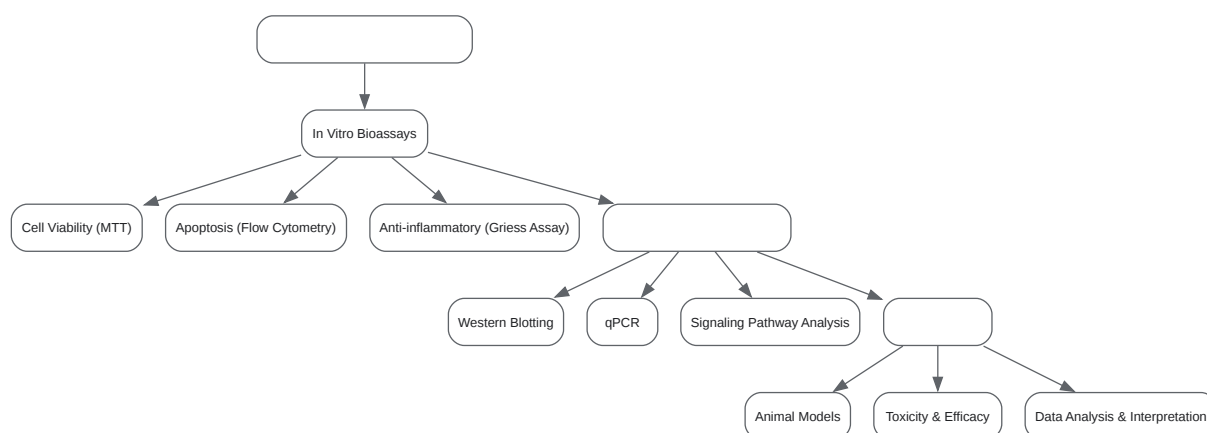 In Vitro Bioassays
Cell Viability (MTT)
Apoptosis (Flow Cytometry)
Anti-inflammatory (Griess Assay)
Western Blotting
qPCR
Signaling Pathway Analysis
Animal Models
Toxicity & Efficacy
Data Analysis & Interpretation